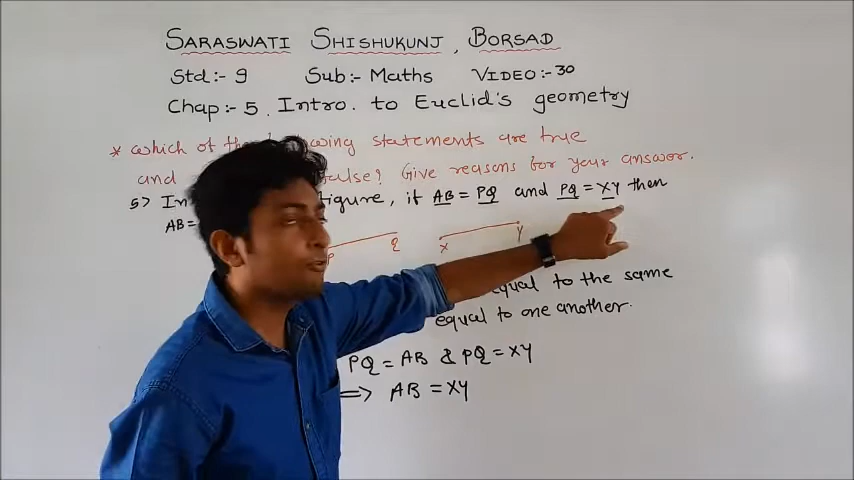 SARASWATI SHISHUKUNJ, BORSAD
Std:- 9 Sub:- Maths VIDEO:- 30
Chap:- 5. Intro. to Euclid's geometry
* which of the statements are true
and Give reasons for your answer.
5> In figure, if AB = PQ and PQ = XY then
AB=
P Q X Y
equal to the same
equal to one another.
PQ = AB & PQ = XY
=> AB = XY